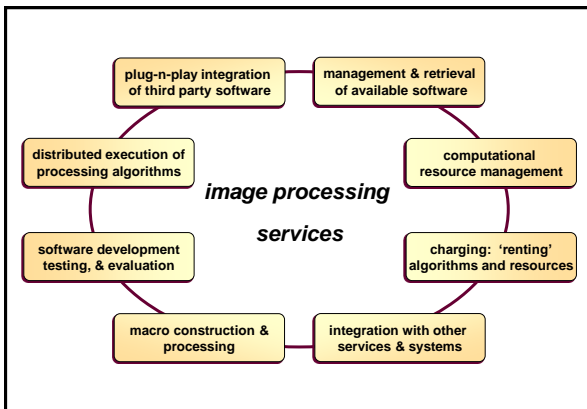 plug-n-play integration
of third party software
management & retrieval
of available software
distributed execution of
processing algorithms
computational
resource management
image processing
services
software development
testing, & evaluation
charging: 'renting'
algorithms and resources
macro construction &
processing
integration with other
services & systems